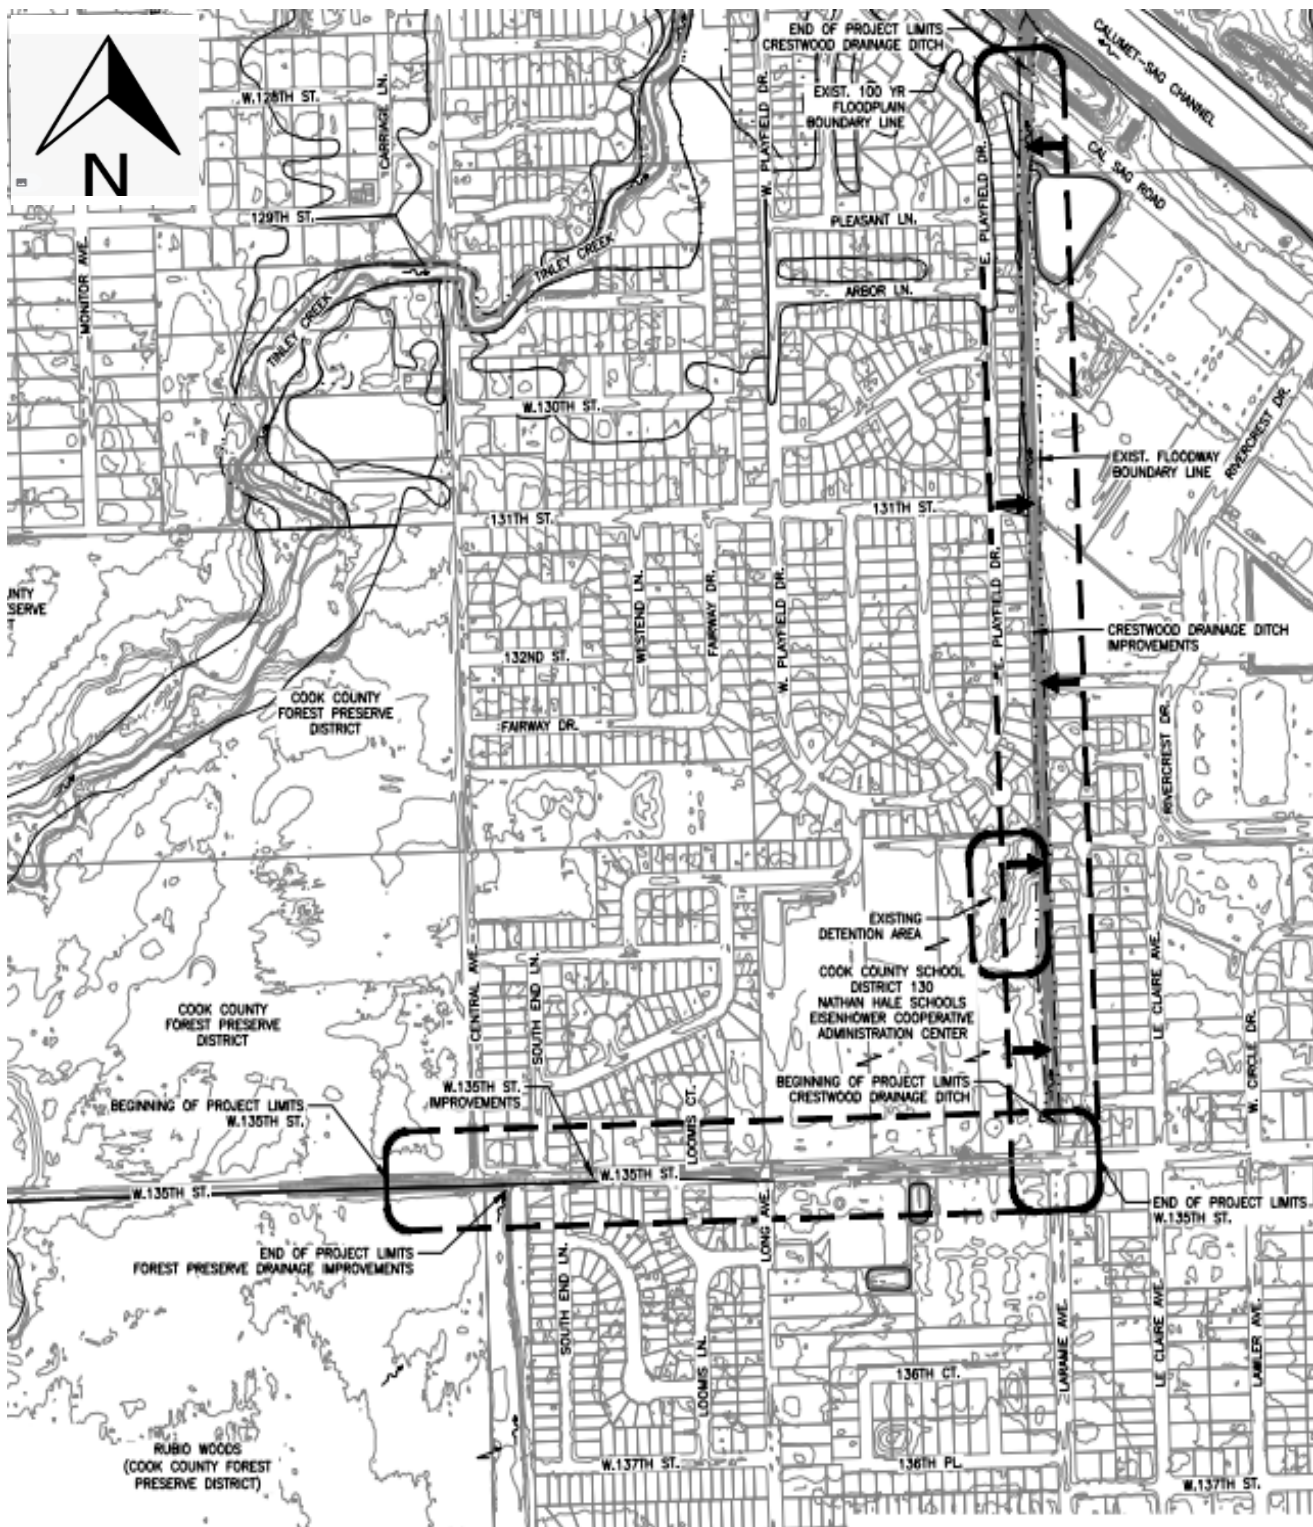 END OF PROJECT LIMITS
CRESTWOOD DRAINAGE DITCH
CALUMET-SAG CHANNEL
EXIST. 100 YR
FLOODPLAIN
BOUNDARY LINE
W. PLAYFIELD DR.
CAL SAG ROAD
N
W.128TH ST.
CARRIAGE LN.
129TH ST.
PLEASANT LN.
E. PLAYFIELD DR.
MONITOR AVE.
TINLEY CREEK
TINLEY CREEK
ARBOR LN.
W.130TH ST.
RIVERCREST DR.
EXIST. FLOODWAY
BOUNDARY LINE
131TH ST.
131TH ST.
WESTEND LN.
FAIRWAY DR.
W. PLAYFIELD DR.
E. PLAYFIELD DR.
CRESTWOOD DRAINAGE DITCH
IMPROVEMENTS
132ND ST.
COOK COUNTY
FOREST PRESERVE
DISTRICT
FAIRWAY DR.
RIVERCREST DR.
EXISTING
DETENTION AREA
COOK COUNTY SCHOOL
DISTRICT 130
NATHAN HALE SCHOOLS
EISENHOWER COOPERATIVE
ADMINISTRATION CENTER
CENTRAL AVE.
SOUTH END LN.
LE CLAIRE AVE.
W. CIRCLE DR.
COOK COUNTY
FOREST PRESERVE
DISTRICT
W.135TH ST.
IMPROVEMENTS
LOOMIS CT.
BEGINNING OF PROJECT LIMITS
CRESTWOOD DRAINAGE DITCH
BEGINNING OF PROJECT LIMITS
W.135TH ST.
W.135TH ST.
W.135TH ST.
LONG AVE.
END OF PROJECT LIMITS
W.135TH ST.
END OF PROJECT LIMITS
FOREST PRESERVE DRAINAGE IMPROVEMENTS
SOUTH END LN.
LOOMIS LN.
LARAMIE AVE.
LE CLAIRE AVE.
LAWLER AVE.
136TH CT.
RUBIO WOODS
(COOK COUNTY FOREST
PRESERVE DISTRICT)
W.137TH ST.
136TH PL.
W.137TH ST.